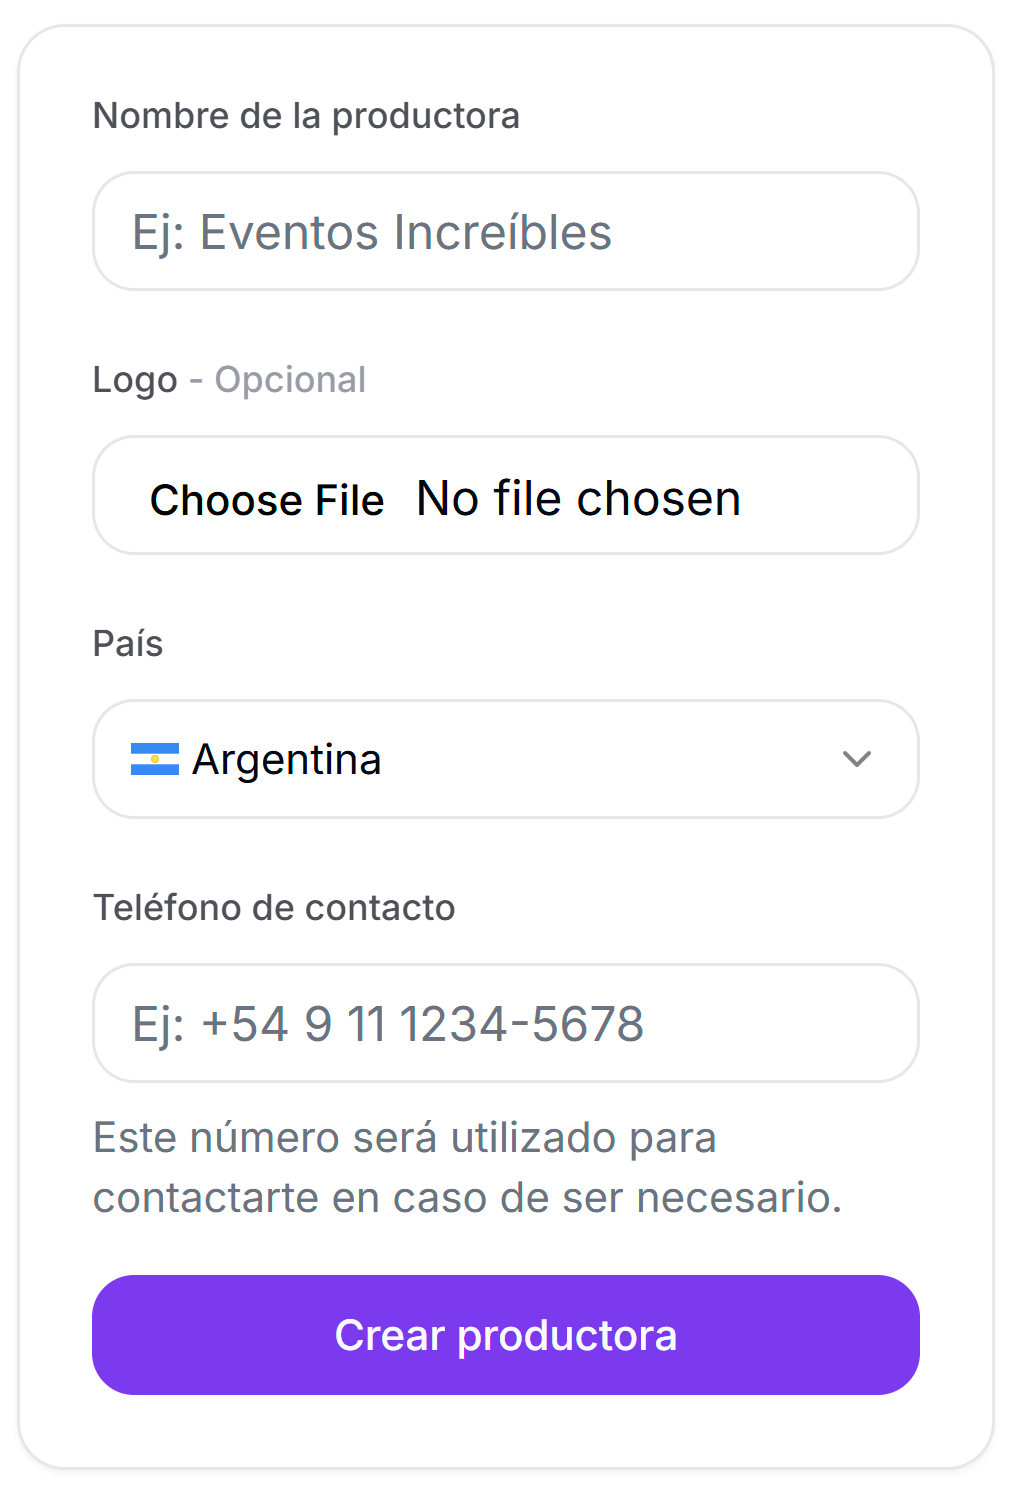 Nombre de la productora
Ej: Eventos Increíbles
Logo - Opcional
Choose File No file chosen
País
Argentina
Teléfono de contacto
Ej: +54 9 11 1234-5678
Este número será utilizado para
contactarte en caso de ser necesario.
Crear productora